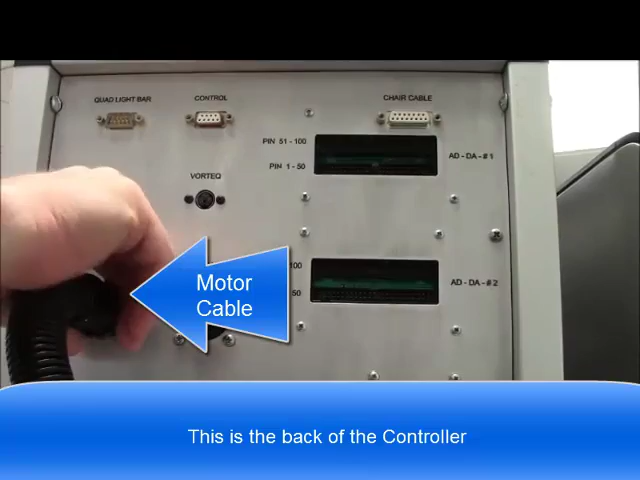 QUAD LIGHT BAR
CONTROL
CHAIR CABLE
PIN 51 - 100
PIN 1 - 50
AD - DA - # 1
VORTEQ
100
50
AD - DA - # 2
Motor
Cable
This is the back of the Controller